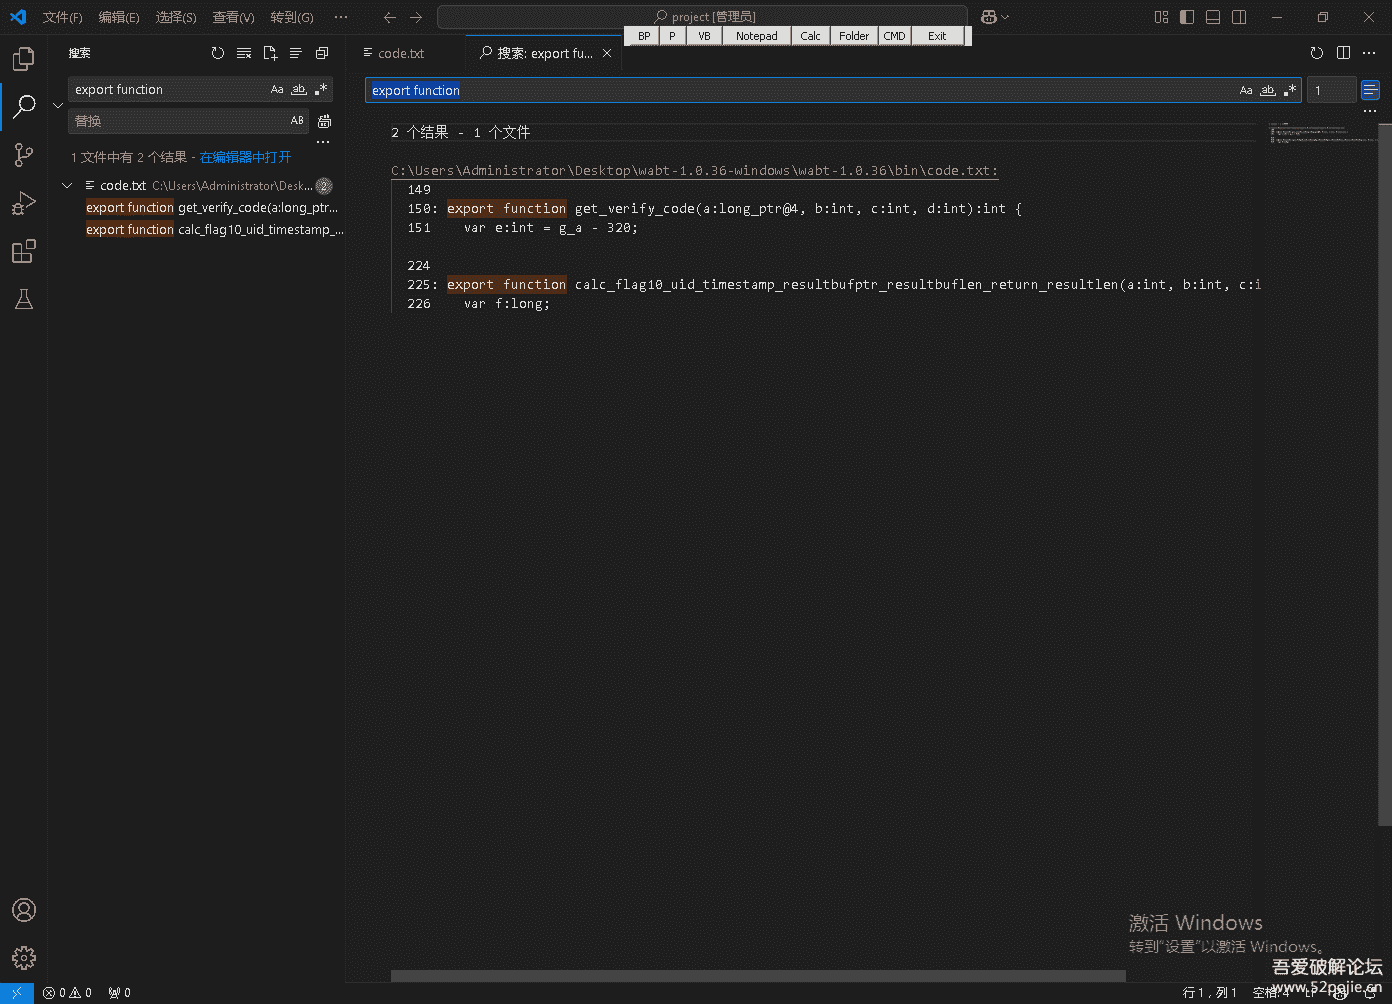 文件(F) 编辑(E) 选择(S) 查看(V) 转到(G) ··· project [管理员]
BP P VB Notepad Calc Folder CMD Exit
搜索 code.txt 搜索: export fu...
export function Aa ab export function Aa ab 1
替换 AB
1 文件中有 2 个结果 - 在编辑器中打开
code.txt C:\Users\Administrator\Desk... 2
export function get_verify_code(a:long_ptr...
export function calc_flag10_uid_timestamp_...
2 个结果 - 1 个文件
C:\Users\Administrator\Desktop\wabt-1.0.36-windows\wabt-1.0.36\bin\code.txt:
149
150: export function get_verify_code(a:long_ptr@4, b:int, c:int, d:int):int {
151 var e:int = g_a - 320;
224
225: export function calc_flag10_uid_timestamp_resultbufptr_resultbuflen_return_resultlen(a:int, b:int, c:i
226 var f:long;
激活 Windows
转到"设置"以激活 Windows。
吾爱破解论坛
www.52pojie.cn
0 0 0 行 1，列 1 空格: 4